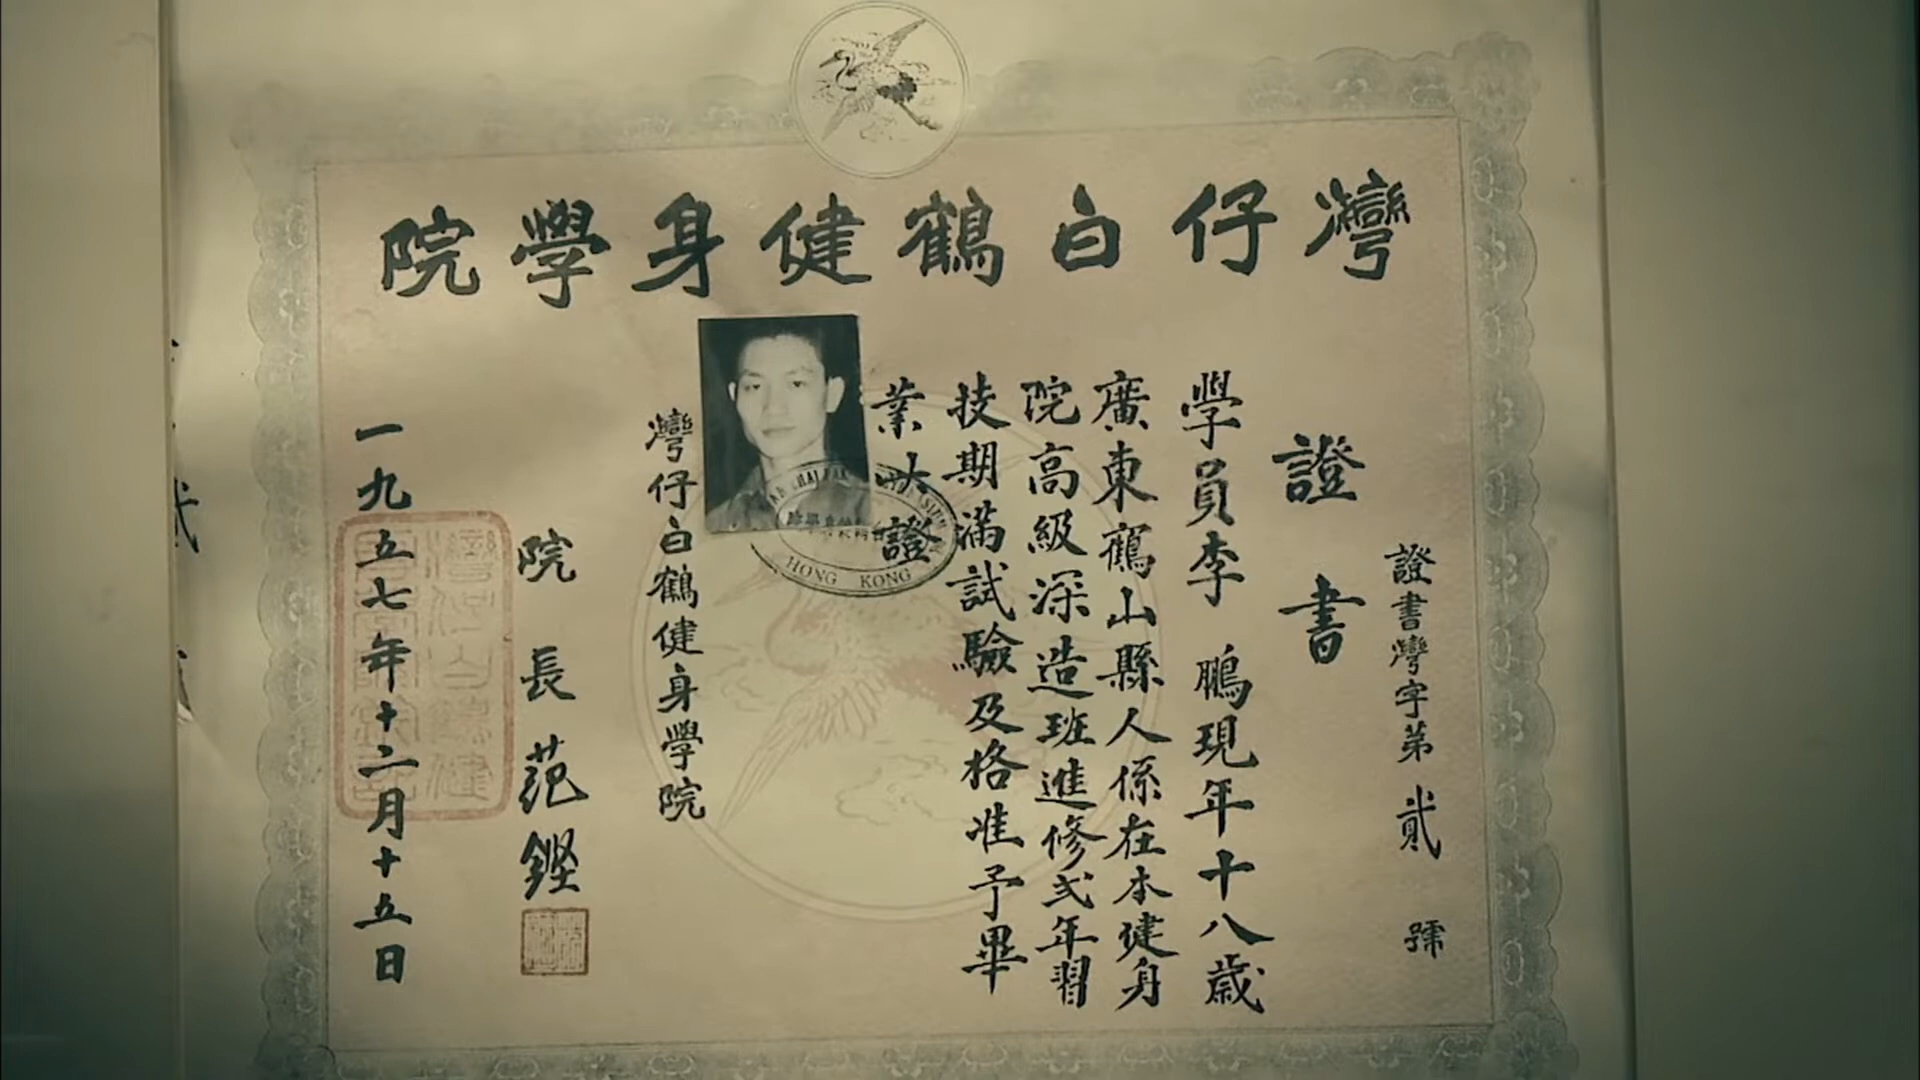 灣仔白鶴健身學院
證書灣字第貳號
證書
學員李鵬現年十八歲
廣東鶴山縣人係在本健身
院高級深造班進修弍年習
技期滿試驗及格准予畢
業此證
灣仔白鶴健身學院
院長范鏗
一九五七年十二月十五日
HONG KONG